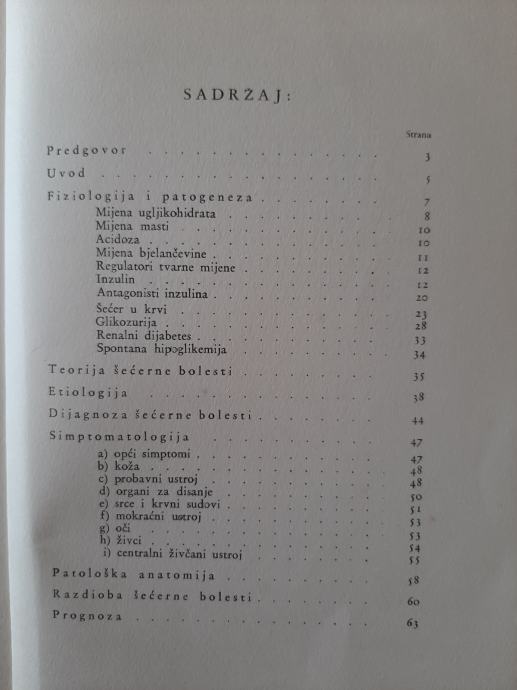 SADRŽAJ:
Strana
Predgovor . . . . . . . . . . . . . 3
Uvod . . . . . . . . . . . . . . . 5
Fiziologija i patogeneza . . . . . . . . 7
Mijena ugljikohidrata . . . . . . . . 8
Mijena masti . . . . . . . . . . . 10
Acidoza . . . . . . . . . . . . 10
Mijena bjelančevine . . . . . . . . . 11
Regulatori tvarne mijene . . . . . . . 12
Inzulin . . . . . . . . . . . . 12
Antagonisti inzulina . . . . . . . . . 20
Šećer u krvi . . . . . . . . . . . 23
Glikozurija . . . . . . . . . . . 28
Renalni dijabetes . . . . . . . . . 33
Spontana hipoglikemija . . . . . . . . 34
Teorija šećerne bolesti . . . . . . . . 35
Etiologija . . . . . . . . . . . . 38
Dijagnoza šećerne bolesti . . . . . . . 44
Simptomatologija . . . . . . . . . 47
a) opći simptomi . . . . . . . . . . 47
b) koža . . . . . . . . . . . . 48
c) probavni ustroj . . . . . . . . . 48
d) organi za disanje . . . . . . . . . 50
e) srce i krvni sudovi . . . . . . . . 51
f) mokraćni ustroj . . . . . . . . . 53
g) oči . . . . . . . . . . . . . 53
h) živci . . . . . . . . . . . . 54
i) centralni živčani ustroj . . . . . . . 55
Patološka anatomija . . . . . . . . . 58
Razdioba šećerne bolesti . . . . . . . . 60
Prognoza . . . . . . . . . . . . . 63